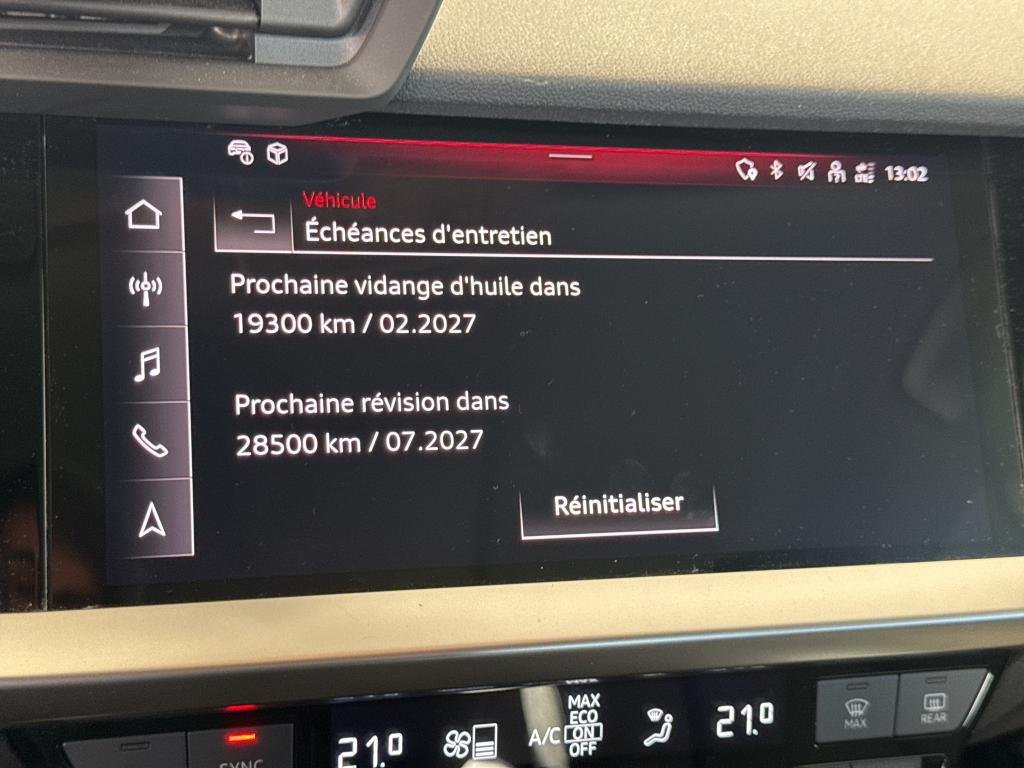 13:02
Véhicule
Échéances d'entretien
Prochaine vidange d'huile dans
19300 km / 02.2027
Prochaine révision dans
28500 km / 07.2027
Réinitialiser
MAX
ECO
21.0 A/C ON 21.0
OFF
MAX
REAR
SYNC